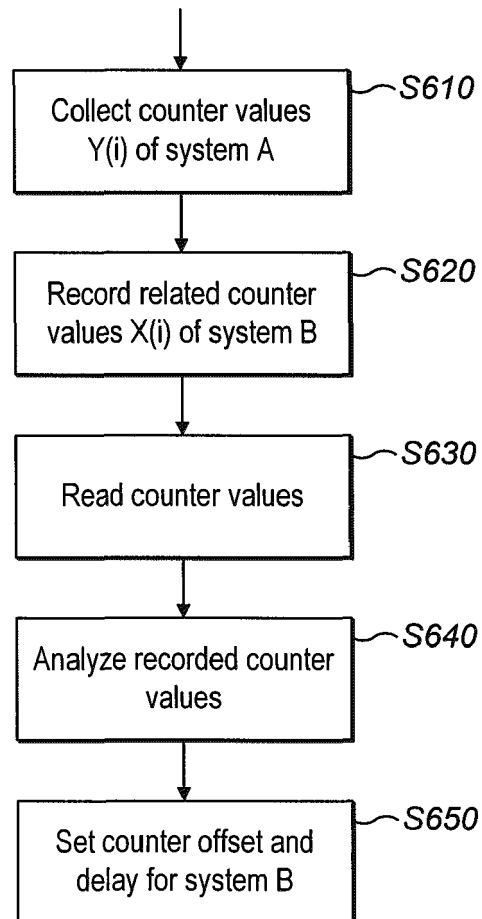 S610
Collect counter values
Y(i) of system A
S620
Record related counter
values X(i) of system B
S630
Read counter values
S640
Analyze recorded counter
values
S650
Set counter offset and
delay for system B